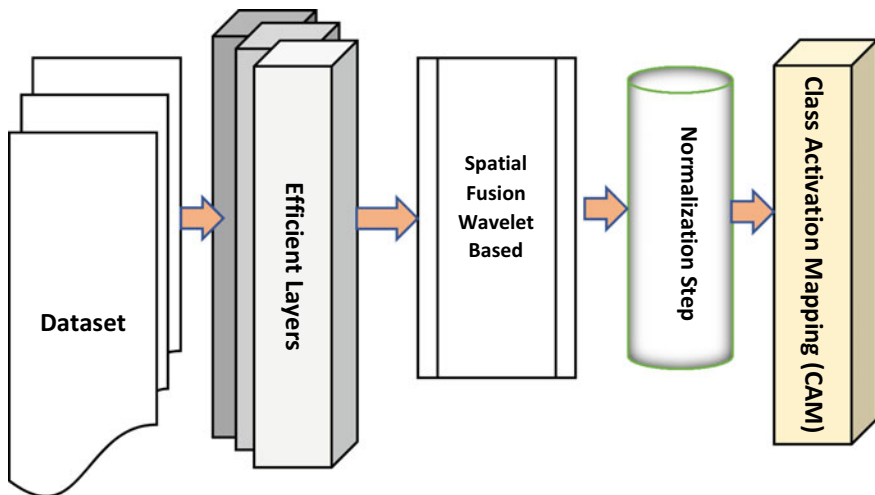 Dataset
Efficient Layers
Spatial
Fusion
Wavelet
Based
Normalization Step
Class Activation Mapping (CAM)